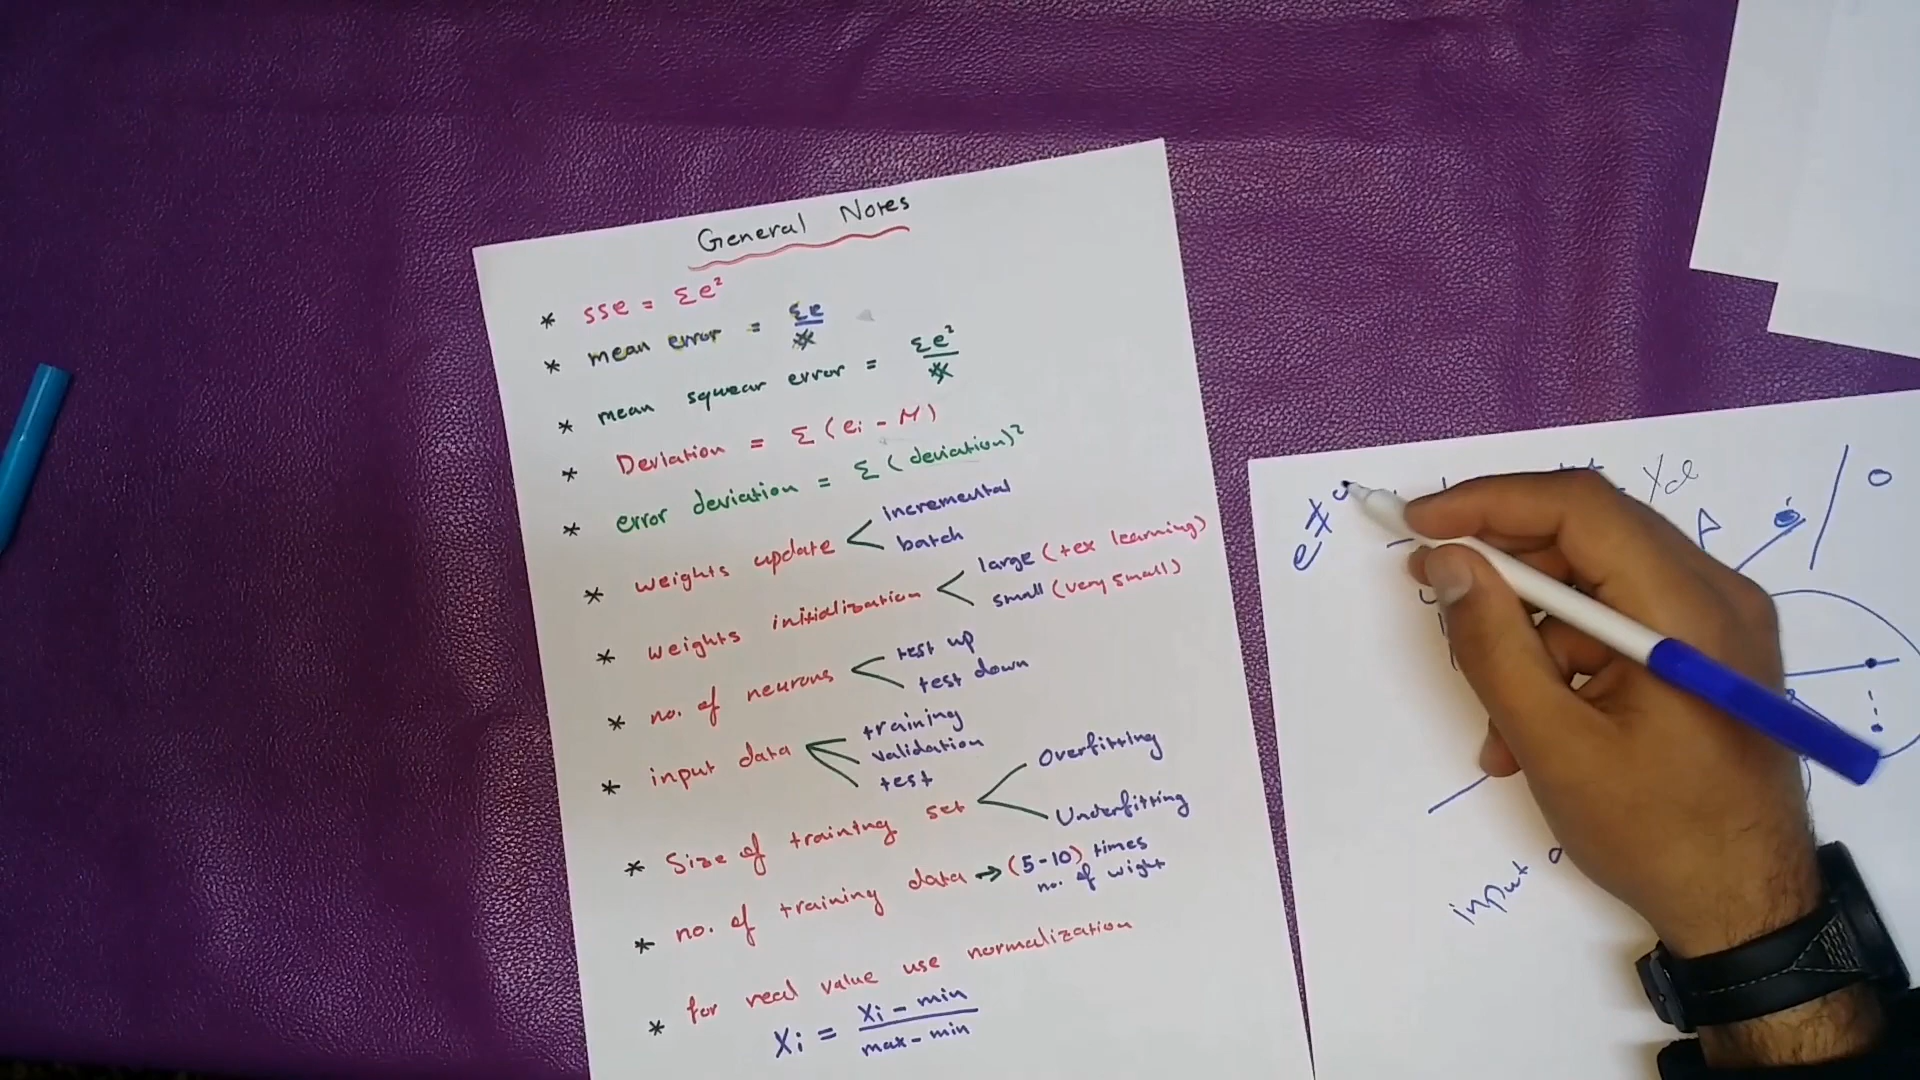 General Notes
* sse = Σe²
* mean error = Σe / #
* mean squear error = Σe² / #
* Deviation = Σ(ei - M)
* error deviation = Σ(deviation)²
* weights update < incremental
batch
* weights initialization < large (+ex learning)
small (very small)
* no. of neurons < test up
test down
* input data training
validation
test
* Size of training set < Overfitting
Underfitting
* no. of training data → (5-10) times
no. of wight
* for real value use normalization
Xi = Xi - min / max - min
input